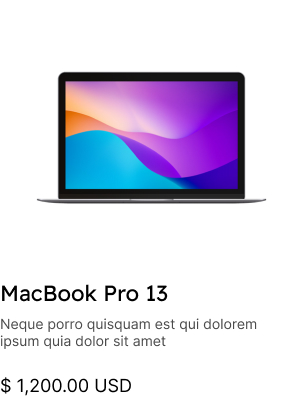 MacBook Pro 13
Neque porro quisquam est qui dolorem
ipsum quia dolor sit amet
$ 1,200.00 USD